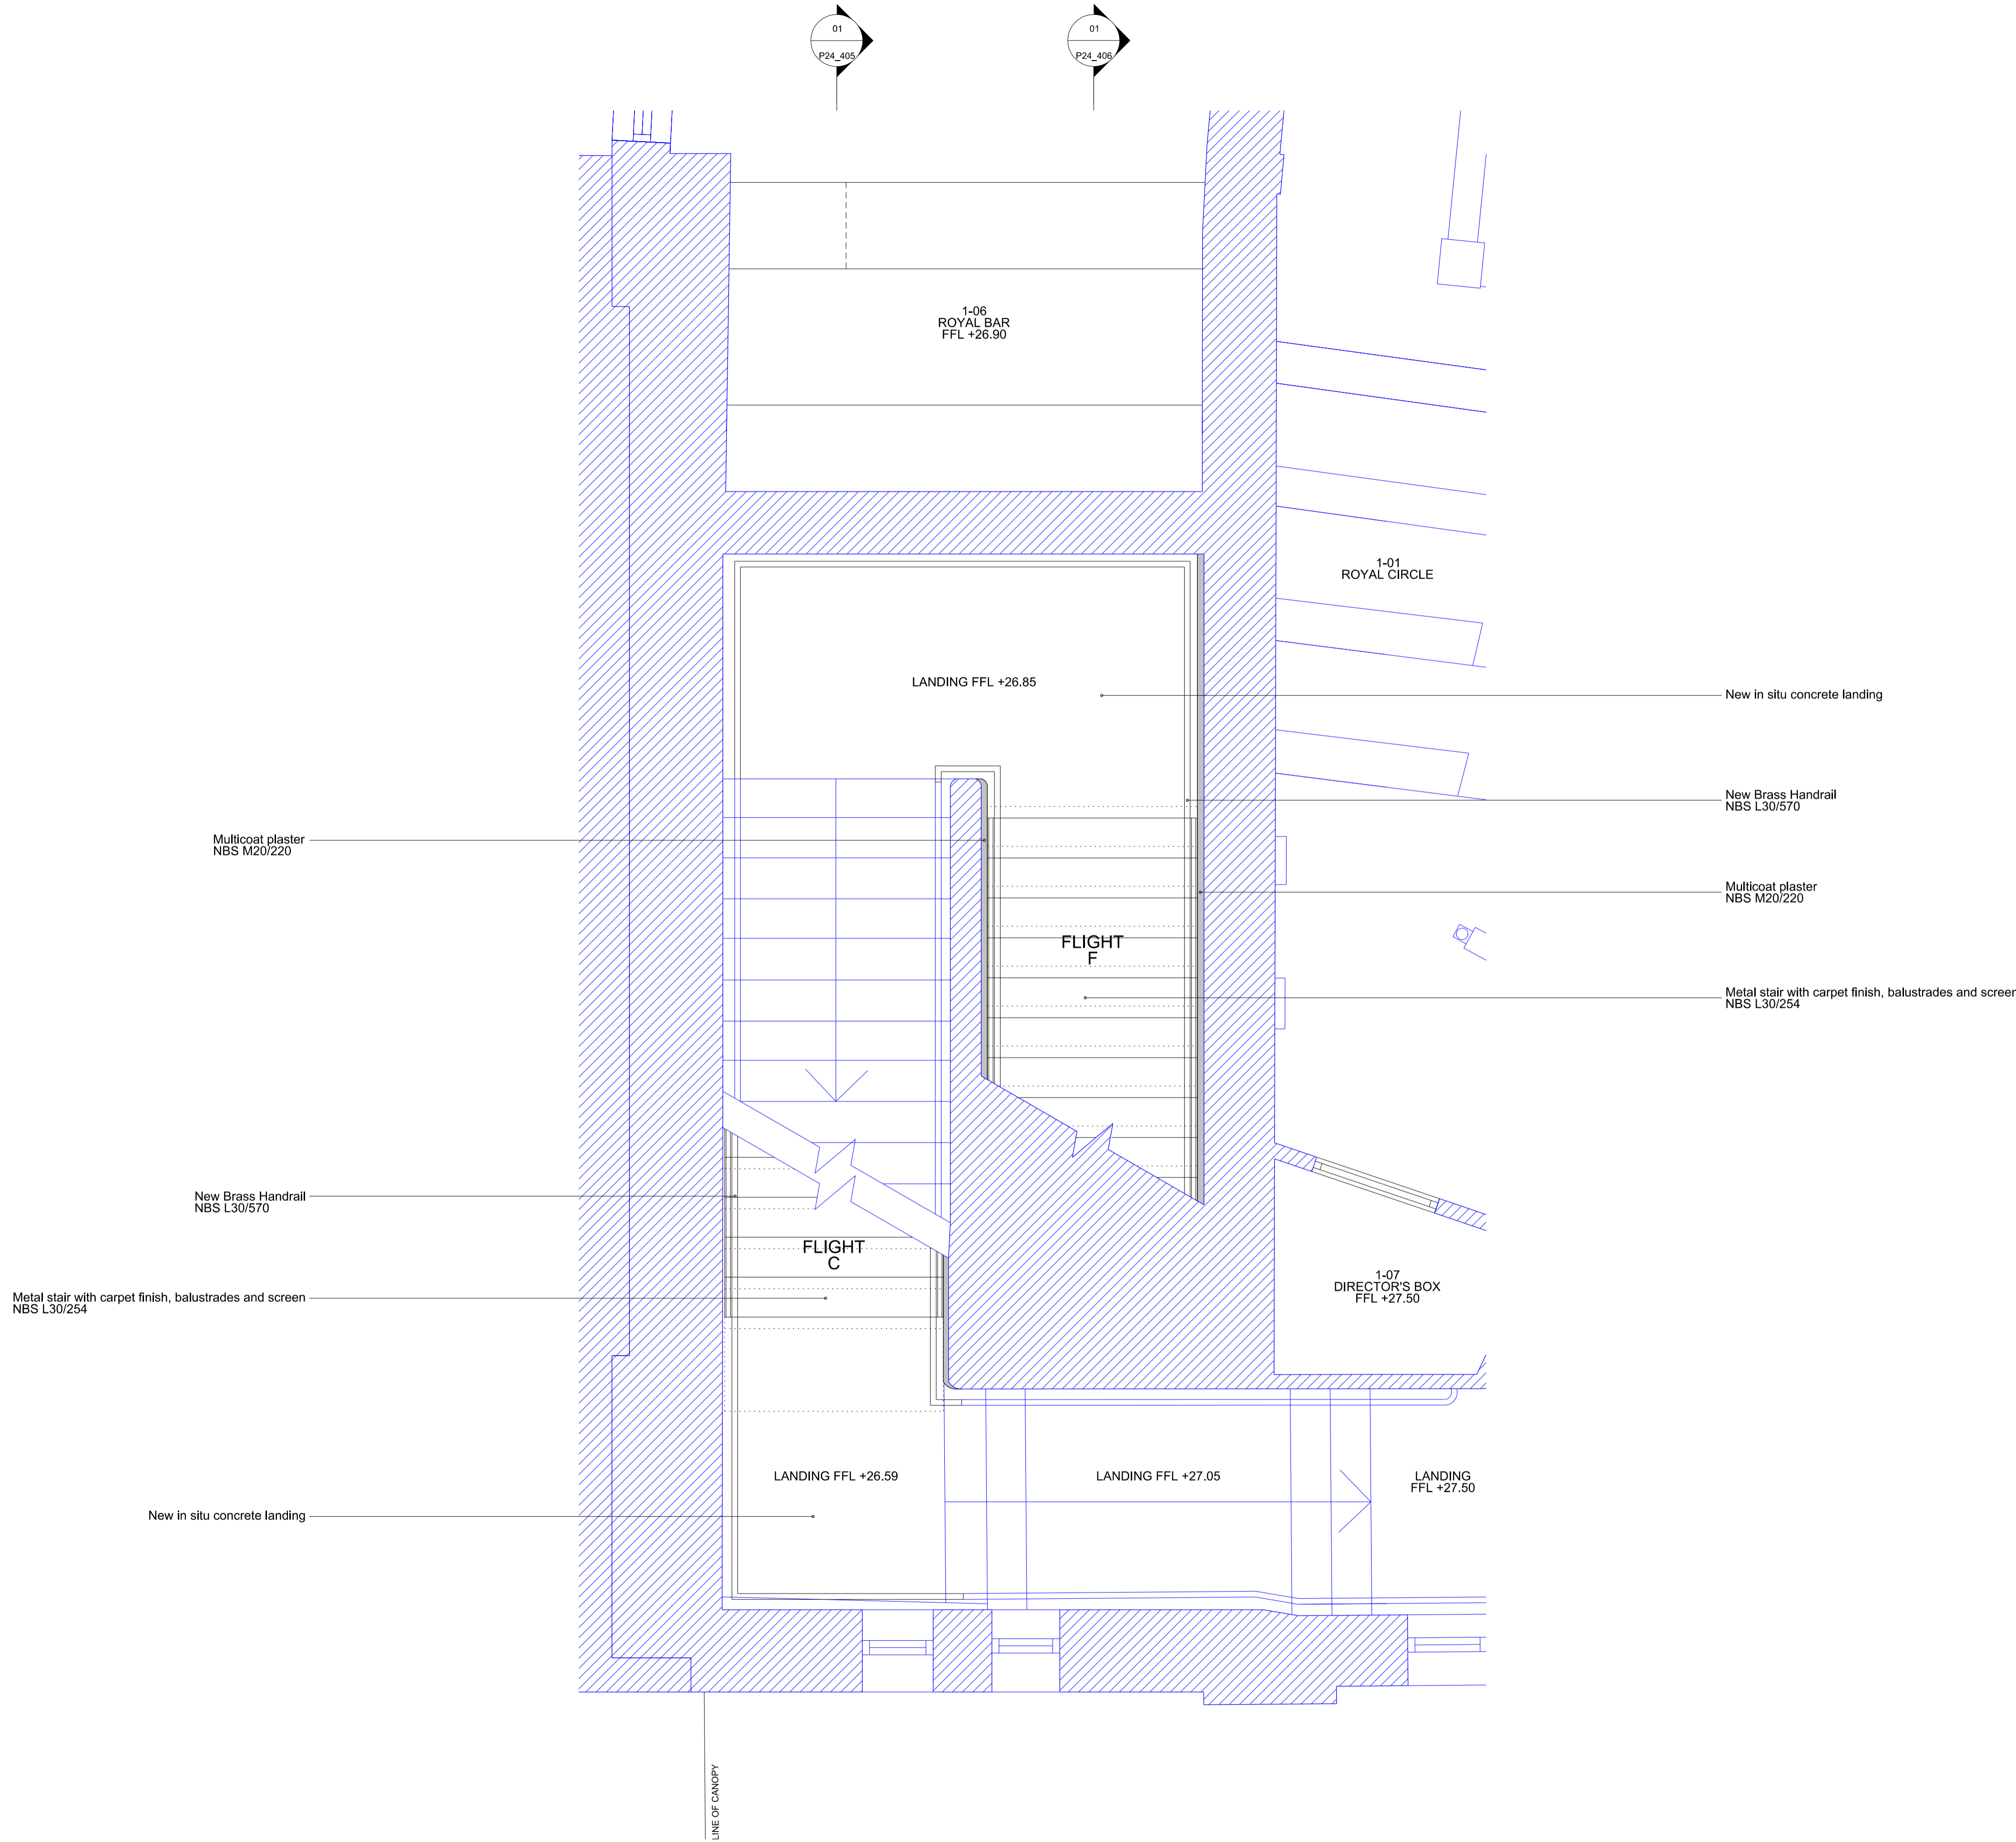 01
P24_405
01
P24_406
1-06
ROYAL BAR
FFL +26.90
1-01
ROYAL CIRCLE
LANDING FFL +26.85
New in situ concrete landing
New Brass Handrail
NBS L30/570
Multicoat plaster
NBS M20/220
Multicoat plaster
NBS M20/220
FLIGHT
F
Metal stair with carpet finish, balustrades and screen
NBS L30/254
New Brass Handrail
NBS L30/570
FLIGHT
C
Metal stair with carpet finish, balustrades and screen
NBS L30/254
1-07
DIRECTOR'S BOX
FFL +27.50
LANDING FFL +26.59
LANDING FFL +27.05
LANDING
FFL +27.50
New in situ concrete landing
LINE OF CANOPY